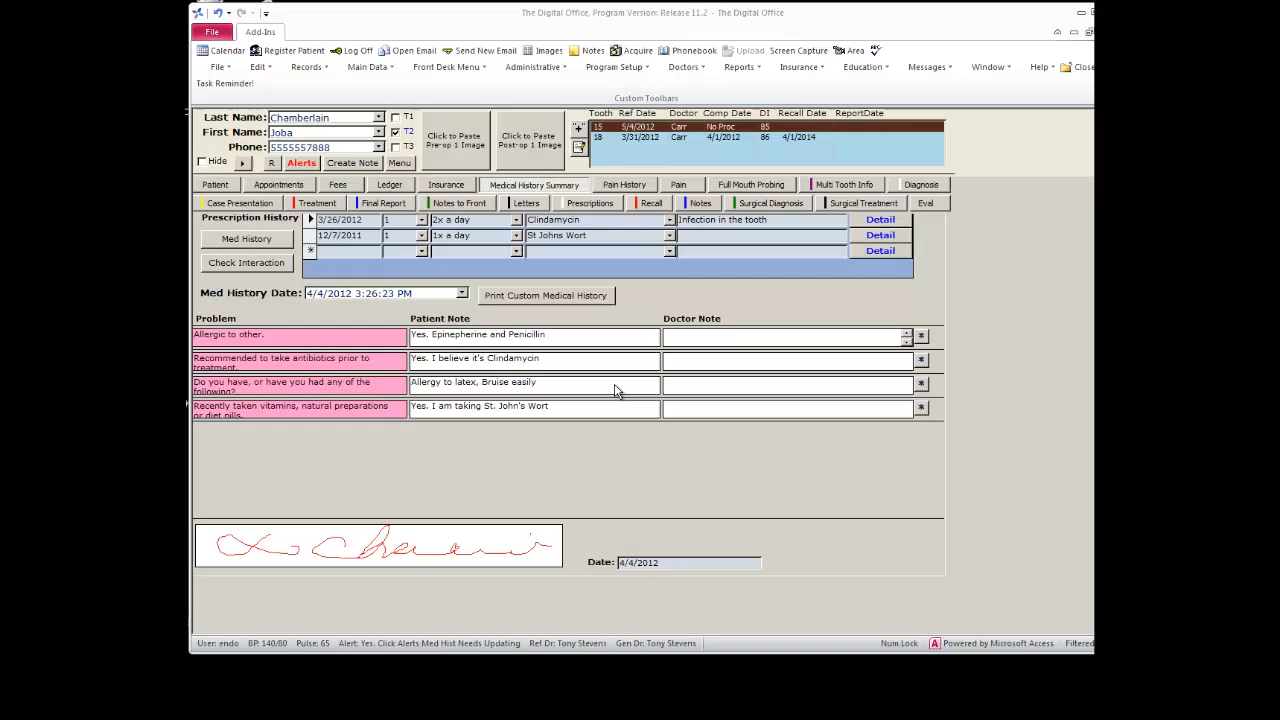 The Digital Office, Program Version: Release 11.2 - The Digital Office
File Add-Ins
Calendar Register Patient Log Off Open Email Send New Email Images Notes Acquire Phonebook Upload Screen Capture Area
File Edit Records Main Data Front Desk Menu Administrative Program Setup Doctors Reports Insurance Education Messages Window Help Close
Task Reminder!
Custom Toolbars
Last Name: Chamberlain T1
First Name: Joba T2
Phone: 5555557888 T3
Hide R Alerts Create Note Menu
Click to Paste
Pre-op 1 Image
Click to Paste
Post-op 1 Image
Tooth Ref Date Doctor Comp Date DI Recall Date ReportDate
15 5/4/2012 Carr No Proc 85
18 3/31/2012 Carr 4/1/2012 86 4/1/2014
Patient Appointments Fees Ledger Insurance Medical History Summary Pain History Pain Full Mouth Probing Multi Tooth Info Diagnosis
Case Presentation Treatment Final Report Notes to Front Letters Prescriptions Recall Notes Surgical Diagnosis Surgical Treatment Eval
Prescription History 3/26/2012 1 2x a day Clindamycin Infection in the tooth Detail
Med History 12/7/2011 1 1x a day St Johns Wort Detail
Detail
Check Interaction
Med History Date: 4/4/2012 3:26:23 PM Print Custom Medical History
Problem Patient Note Doctor Note
Allergic to other. Yes. Epinepherine and Penicillin
Recommended to take antibiotics prior to Yes. I believe it's Clindamycin
treatment.
Do you have, or have you had any of the Allergy to latex, Bruise easily
following?
Recently taken vitamins, natural preparations Yes. I am taking St. John's Wort
or diet pills.
Date: 4/4/2012
User: endo BP: 140/80 Pulse: 65 Alert: Yes. Click Alerts Med Hist Needs Updating Ref Dr: Tony Stevens Gen Dr: Tony Stevens Num Lock Powered by Microsoft Access Filtered